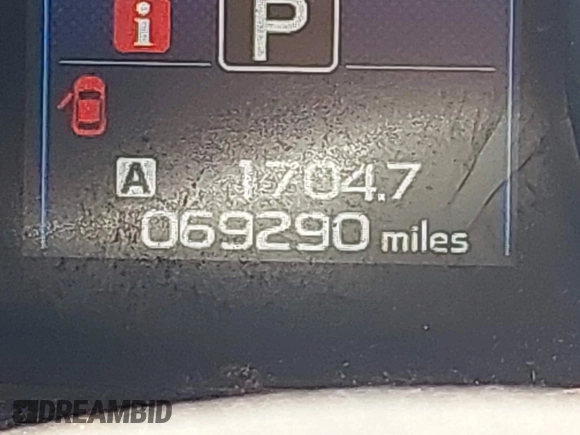 i
P
A 1704.7
069290 miles
DREAMBID